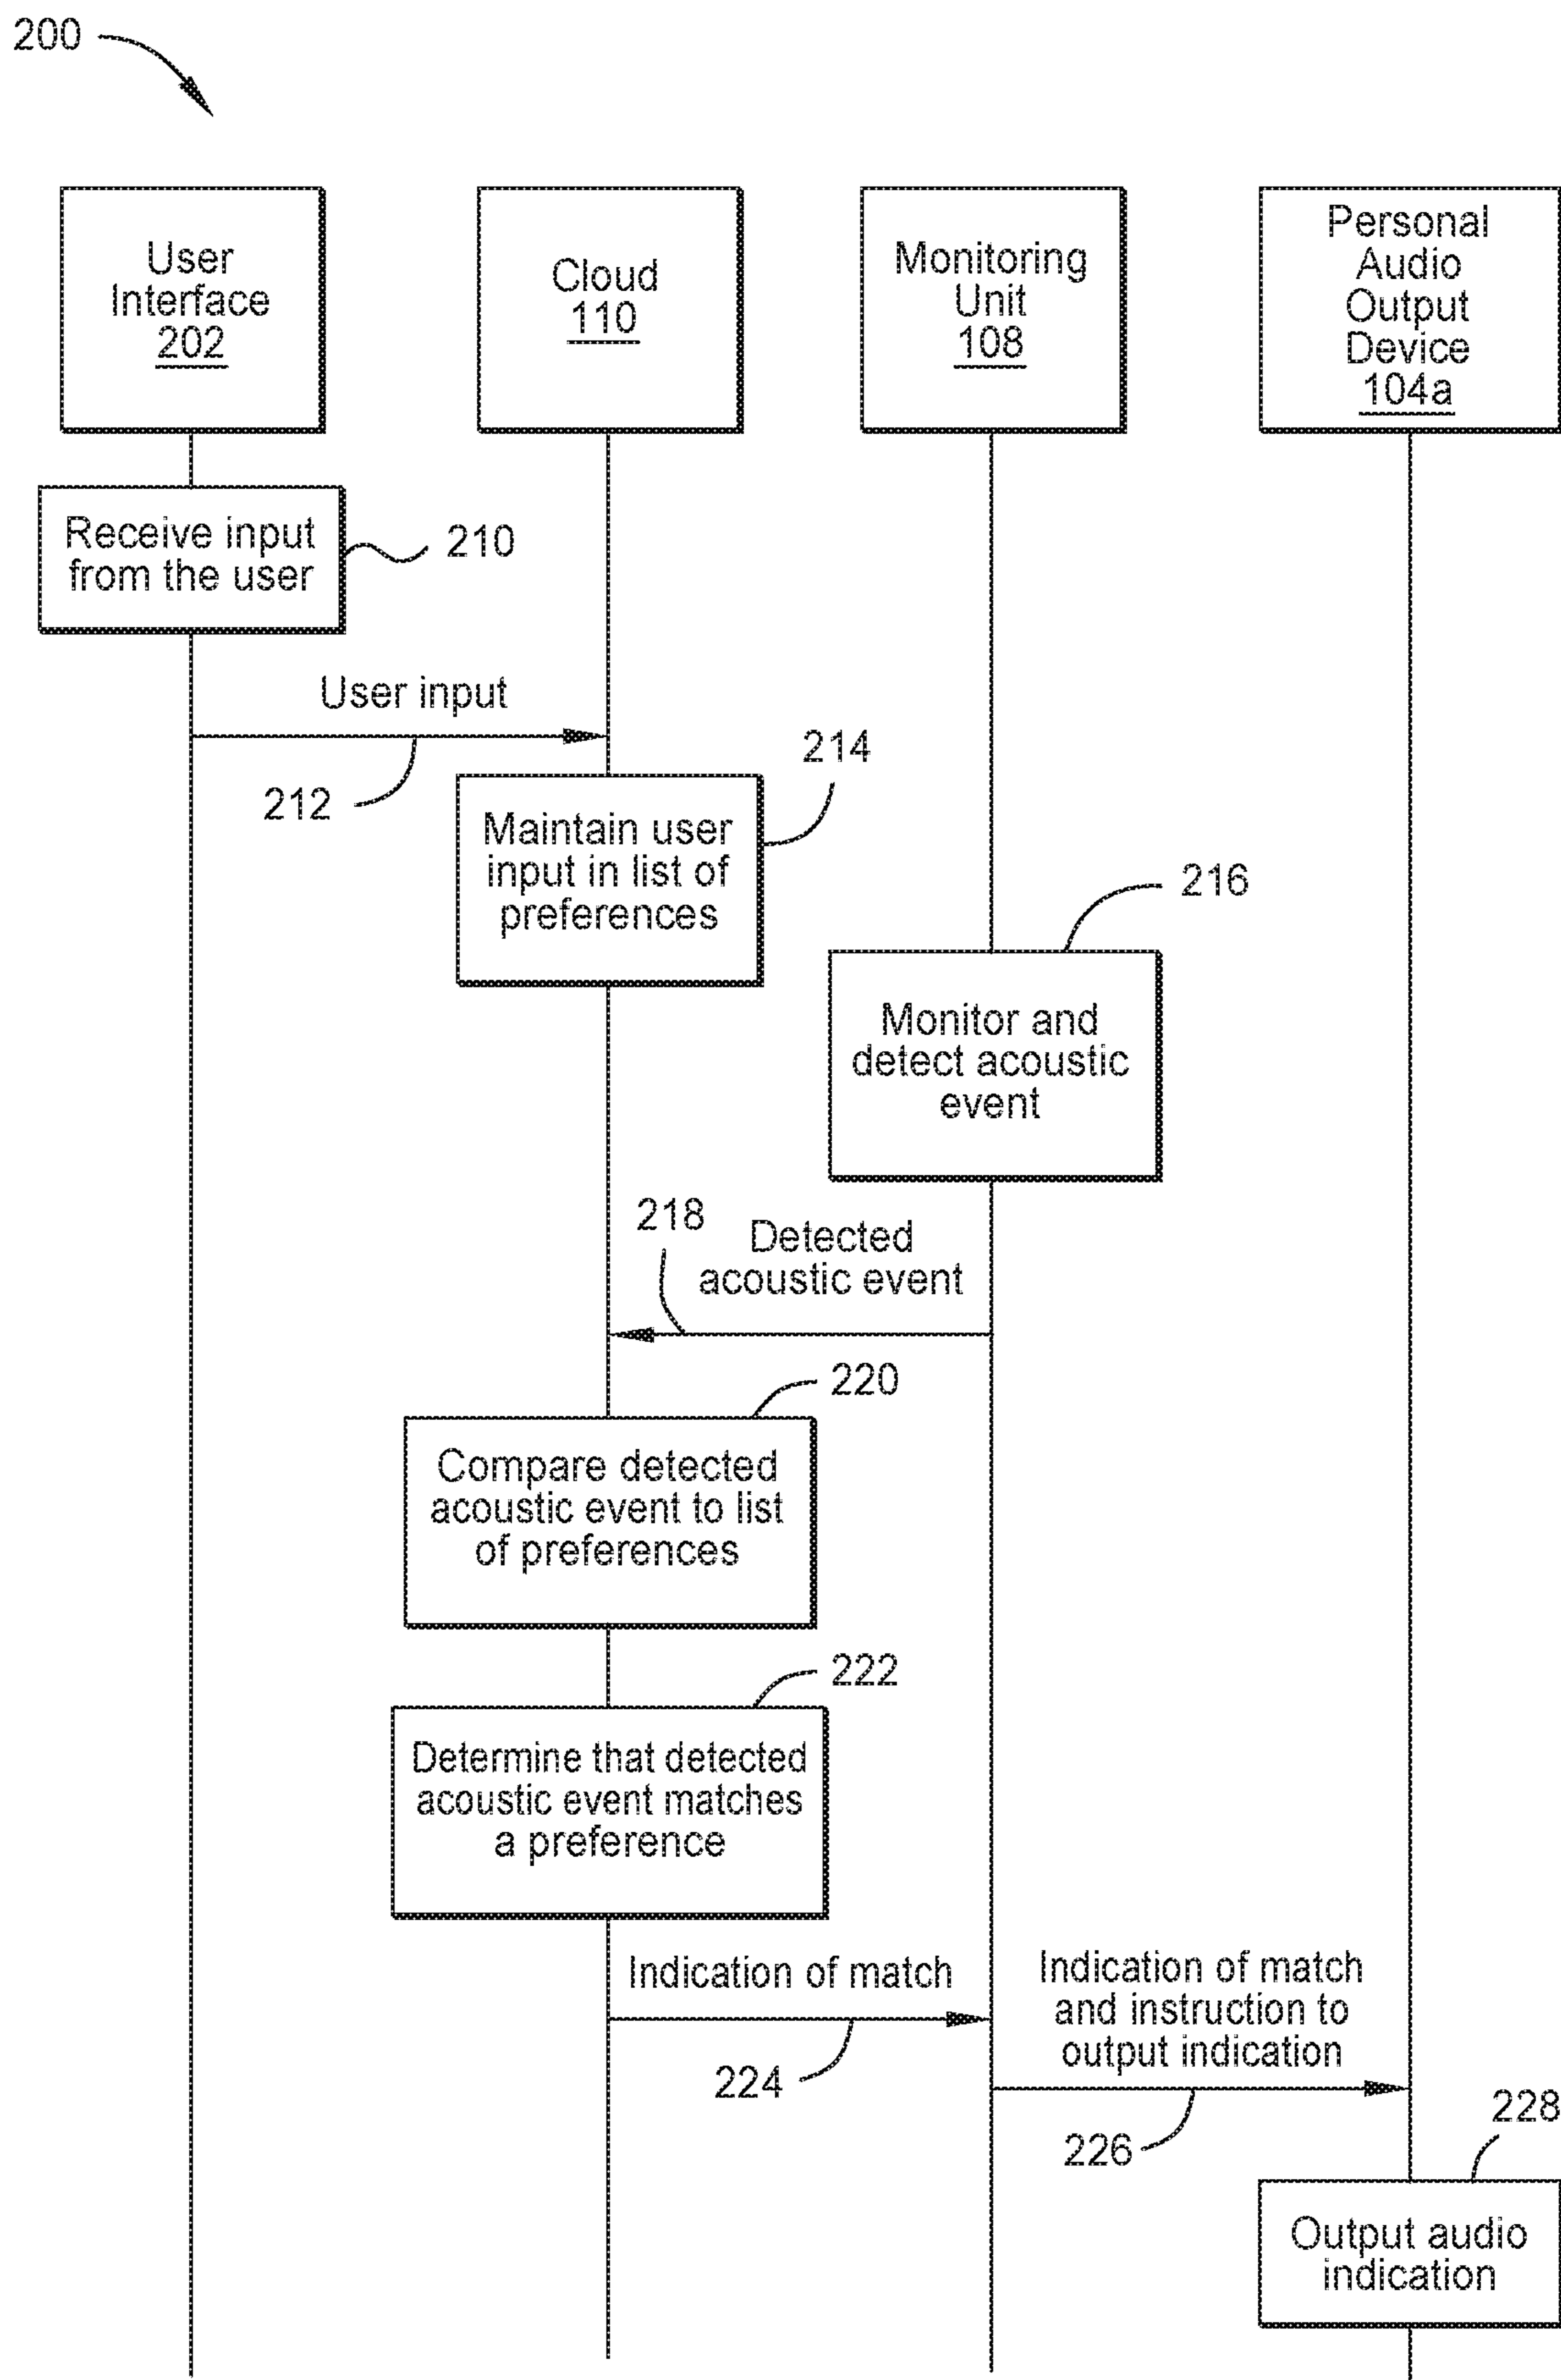 200
User
Interface
202
Cloud
110
Monitoring
Unit
108
Personal
Audio
Output
Device
104a
Receive input
from the user
210
User input
212
214
Maintain user
input in list of
preferences
216
Monitor and
detect acoustic
event
218
Detected
acoustic event
220
Compare detected
acoustic event to list
of preferences
222
Determine that detected
acoustic event matches
a preference
Indication of match
224
Indication of match
and instruction to
output indication
226
228
Output audio
indication